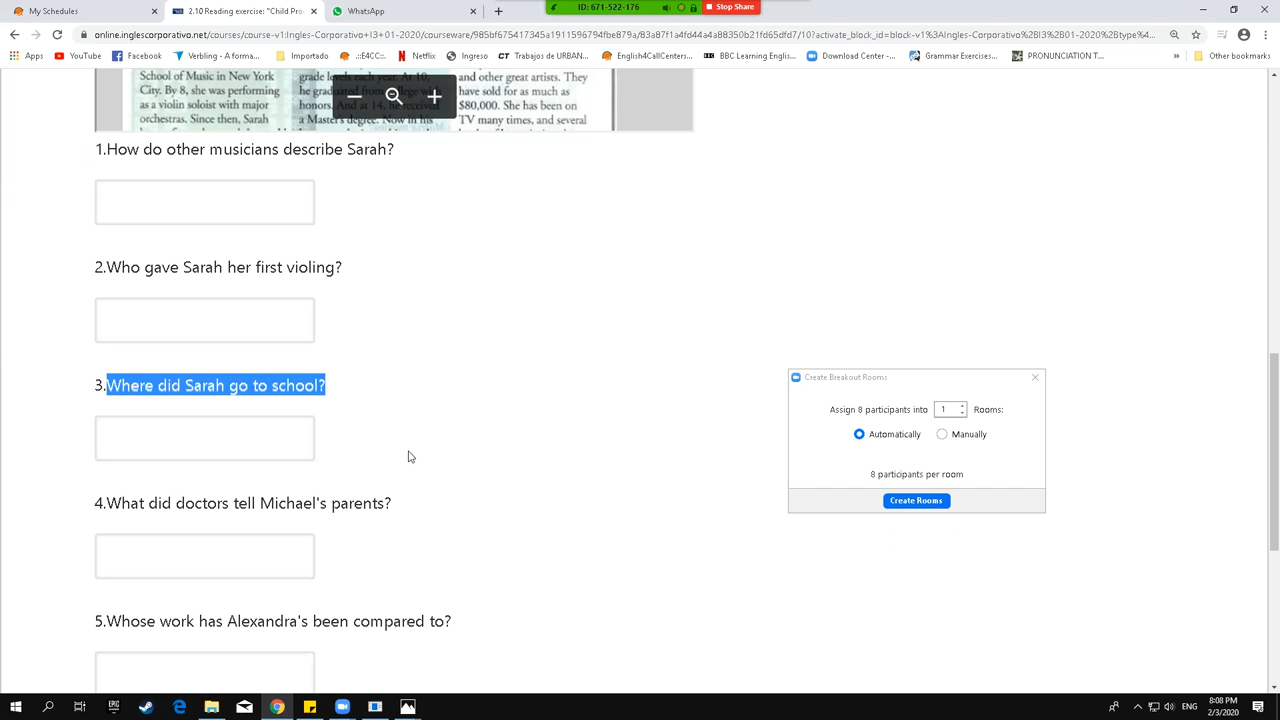 My Schedules
2.10 Reading exercise: "Child Pro
WhatsApp
ID: 671-522-176
Stop Share
online.inglescorporativo.net/courses/course-v1:Ingles-Corporativo+I3+01-2020/courseware/985bf675417345a1911596794fbe879a/83a87f1a4fd44a4a88350b21fd65dfd7/10?activate_block_id=block-v1%3AIngles-Corporativo%2BI3%2B01-2020%2Btype%4...
Apps
YouTube
Facebook
Verbling - A forma...
Importado
.::E4CC::.
Netflix
Ingreso
CT Trabajos de URBAN...
English4CallCenters...
BBC Learning Englis...
Download Center -...
Grammar Exercises...
PRONUNCIATION T...
Other bookmarks
School of Music in New York
City. By 8, she was performing
as a violin soloist with major
orchestras. Since then, Sarah
grade levels each year. At 10,
he graduated from college with
honors. And at 14, he received
a Master's degree. Now in his
and other great artists. They
have sold for as much as
$80,000. She has been on
TV many times, and several
1.How do other musicians describe Sarah?
2.Who gave Sarah her first violing?
3.Where did Sarah go to school?
4.What did doctors tell Michael's parents?
5.Whose work has Alexandra's been compared to?
Create Breakout Rooms
Assign 8 participants into 1 Rooms:
Automatically
Manually
8 participants per room
Create Rooms
ENG
8:08 PM
2/3/2020